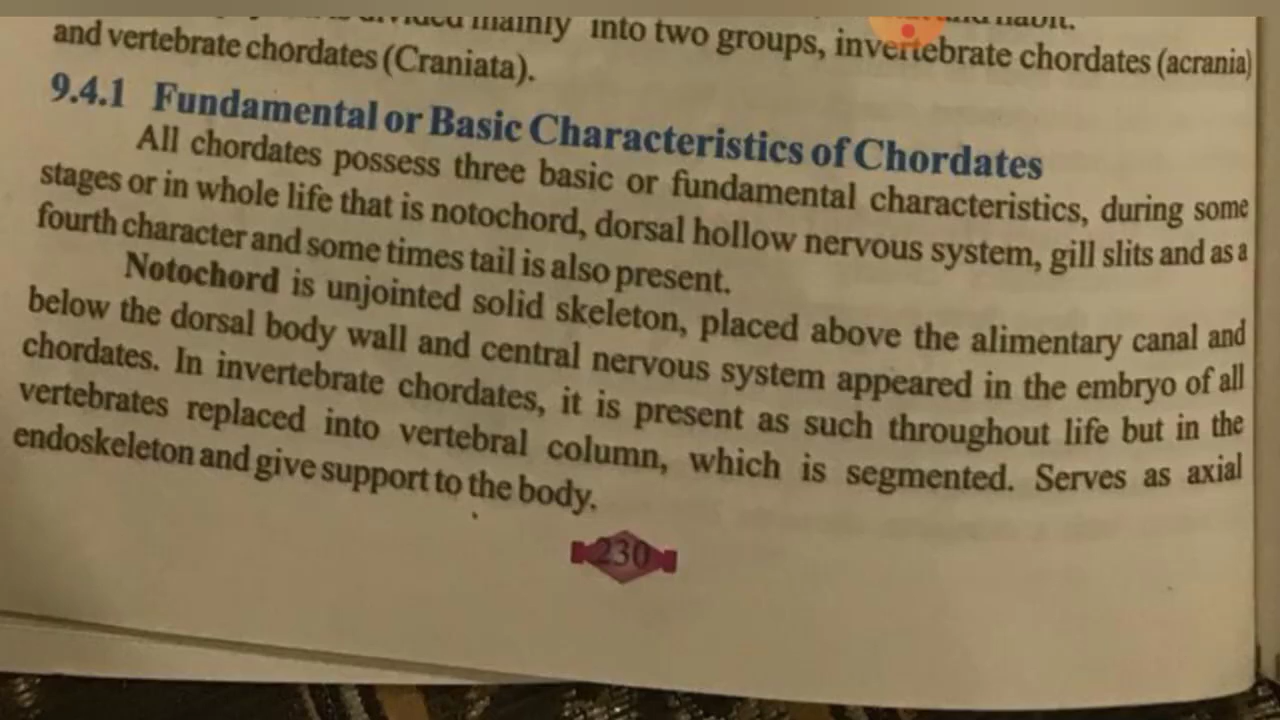 mainly into two groups, invertebrate chordates (acrania)
and vertebrate chordates (Craniata).
9.4.1 Fundamental or Basic Characteristics of Chordates
All chordates possess three basic or fundamental characteristics, during some
stages or in whole life that is notochord, dorsal hollow nervous system, gill slits and as a
fourth character and some times tail is also present.
Notochord is unjointed solid skeleton, placed above the alimentary canal and
below the dorsal body wall and central nervous system appeared in the embryo of all
chordates. In invertebrate chordates, it is present as such throughout life but in the
vertebrates replaced into vertebral column, which is segmented. Serves as axial
endoskeleton and give support to the body.
230